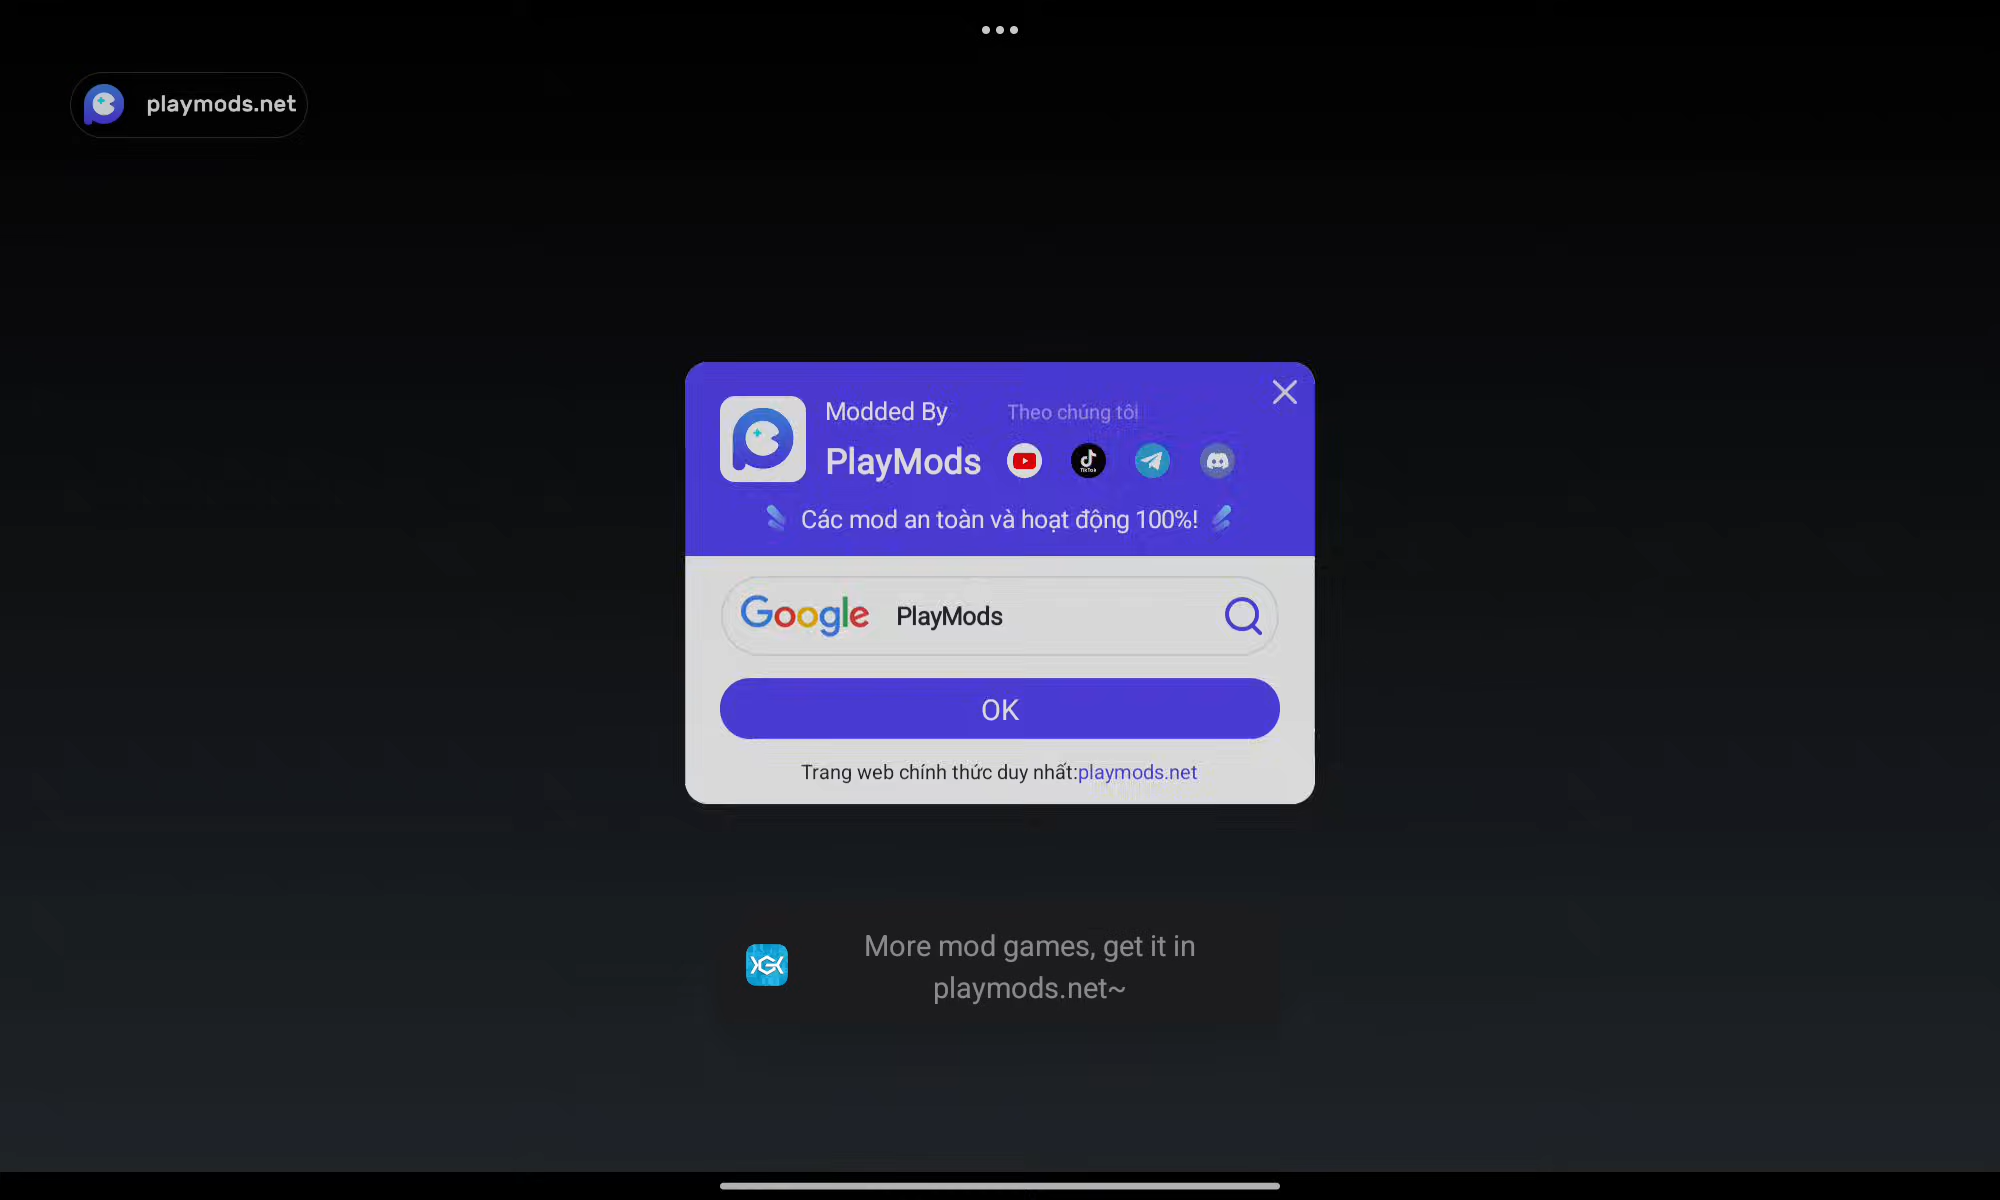 playmods.net
Modded By
Theo chúng tôi
PlayMods
TikTok
Các mod an toàn và hoạt động 100%!
Google PlayMods
OK
Trang web chính thức duy nhất:playmods.net
More mod games, get it in
playmods.net~